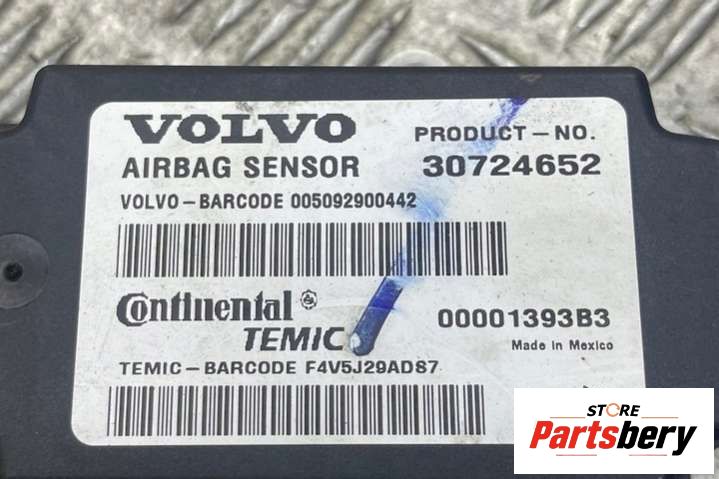 VOLVO
PRODUCT-NO.
AIRBAG SENSOR 30724652
VOLVO-BARCODE 005092900442
Continental
TEMIC
00001393B3
Made in Mexico
TEMIC-BARCODE F4V5J29AD87
STORE
Partsbery